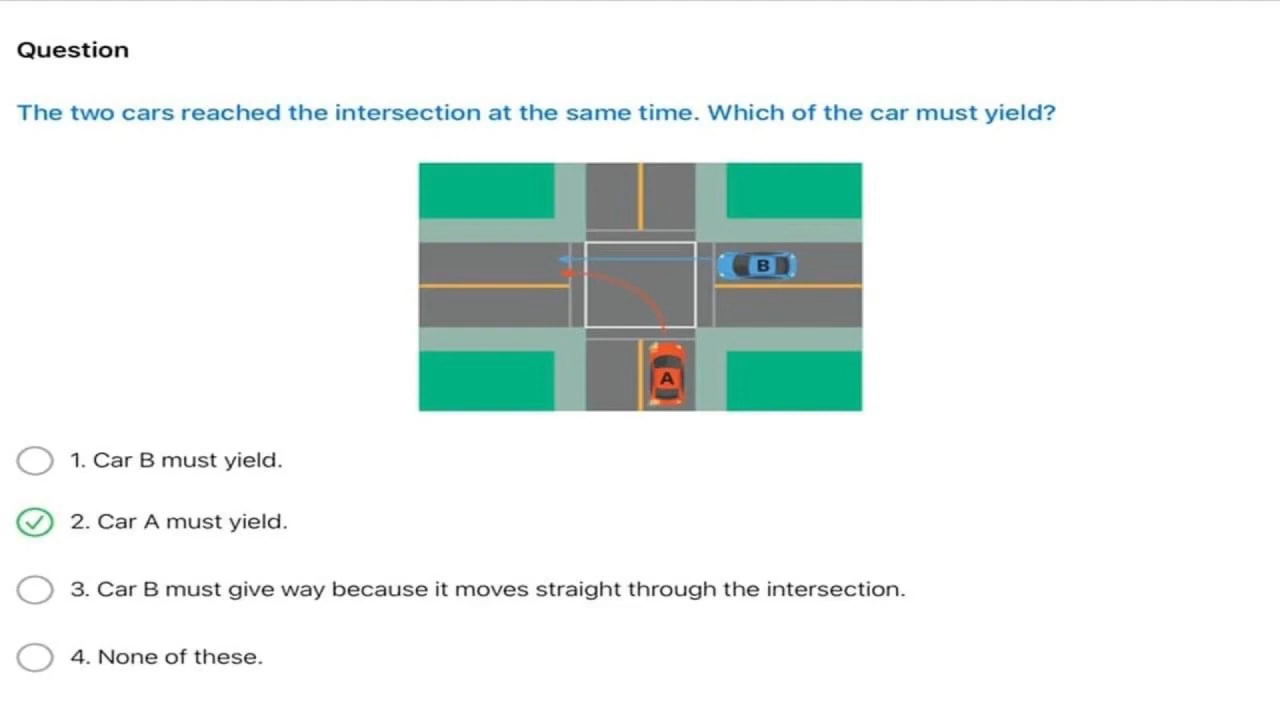 Question
The two cars reached the intersection at the same time. Which of the car must yield?
B
A
1. Car B must yield.
2. Car A must yield.
3. Car B must give way because it moves straight through the intersection.
4. None of these.